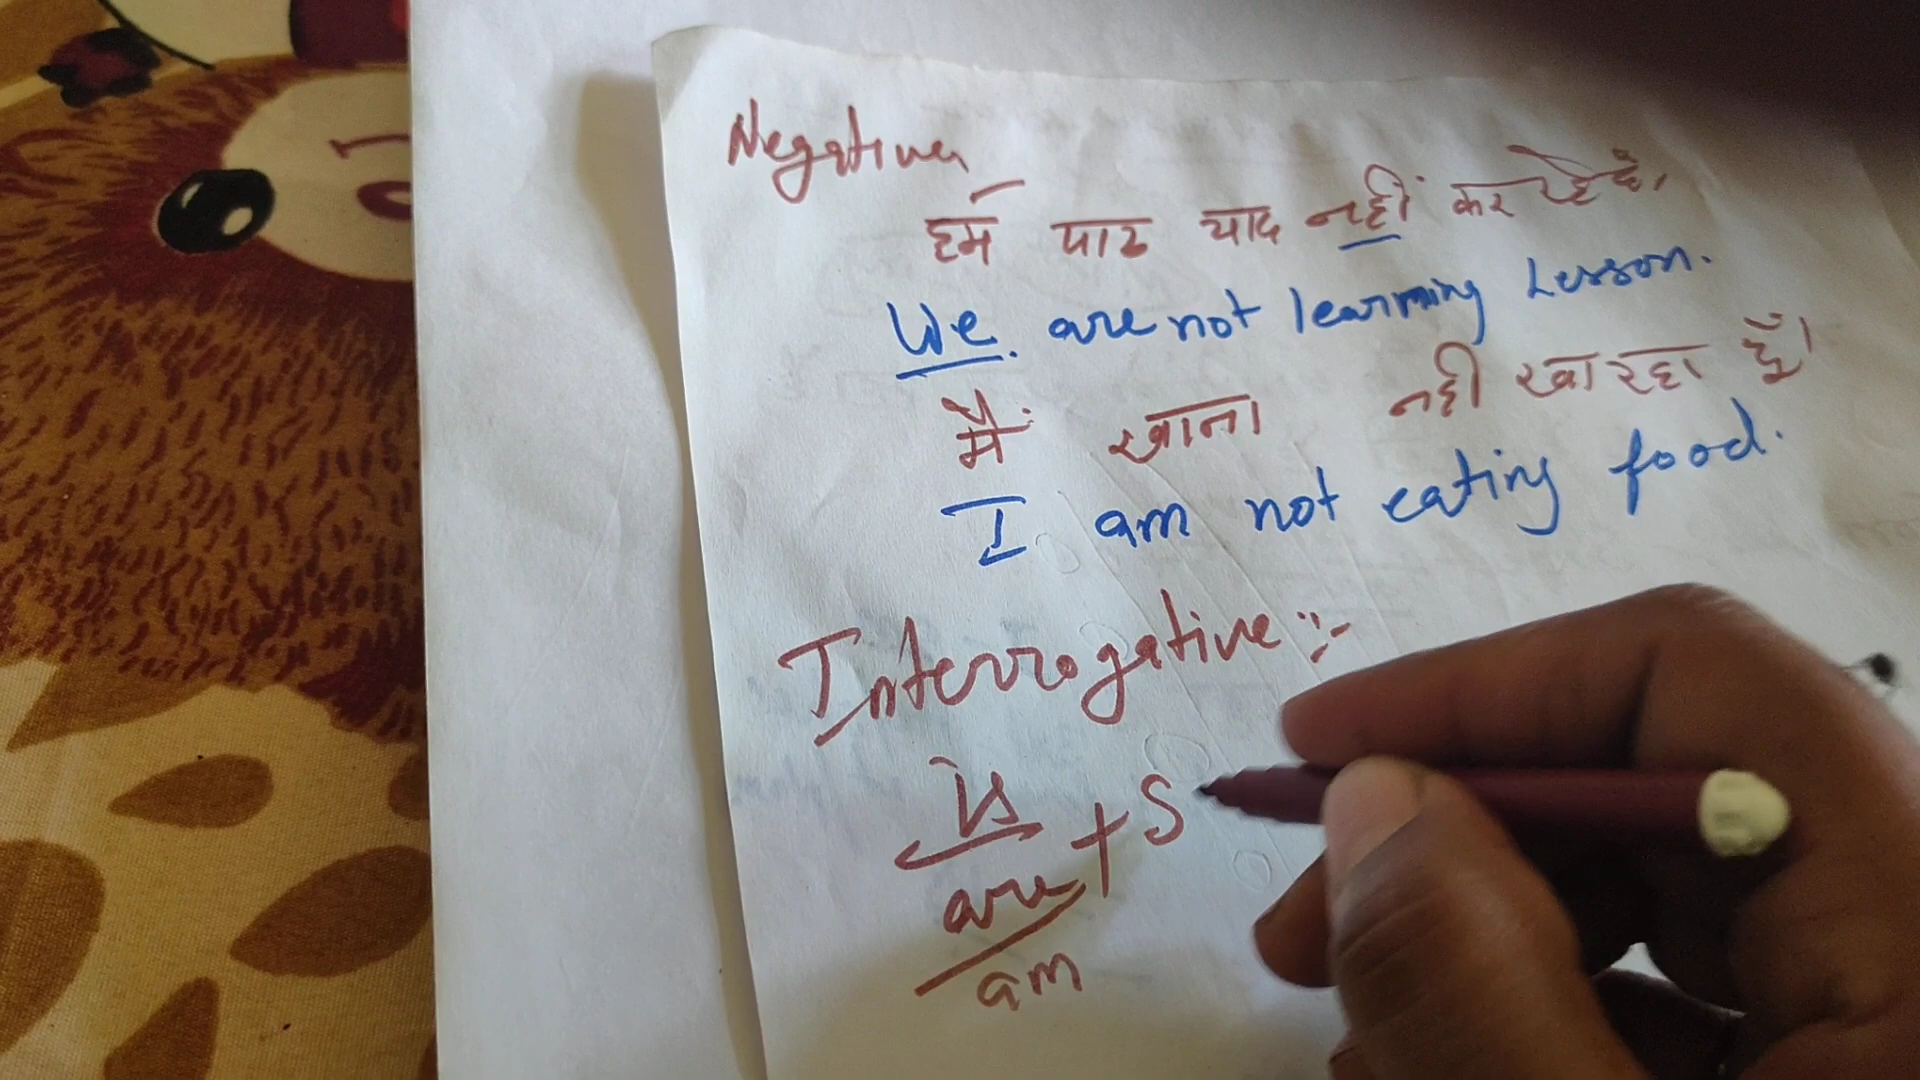 Negative
हम पाठ याद नहीं कर रहे हैं।
We are not learning Lesson.
मैं खाना नही खा रहा हूँ।
I am not eating food.
Interrogative :-
is
are + S
am